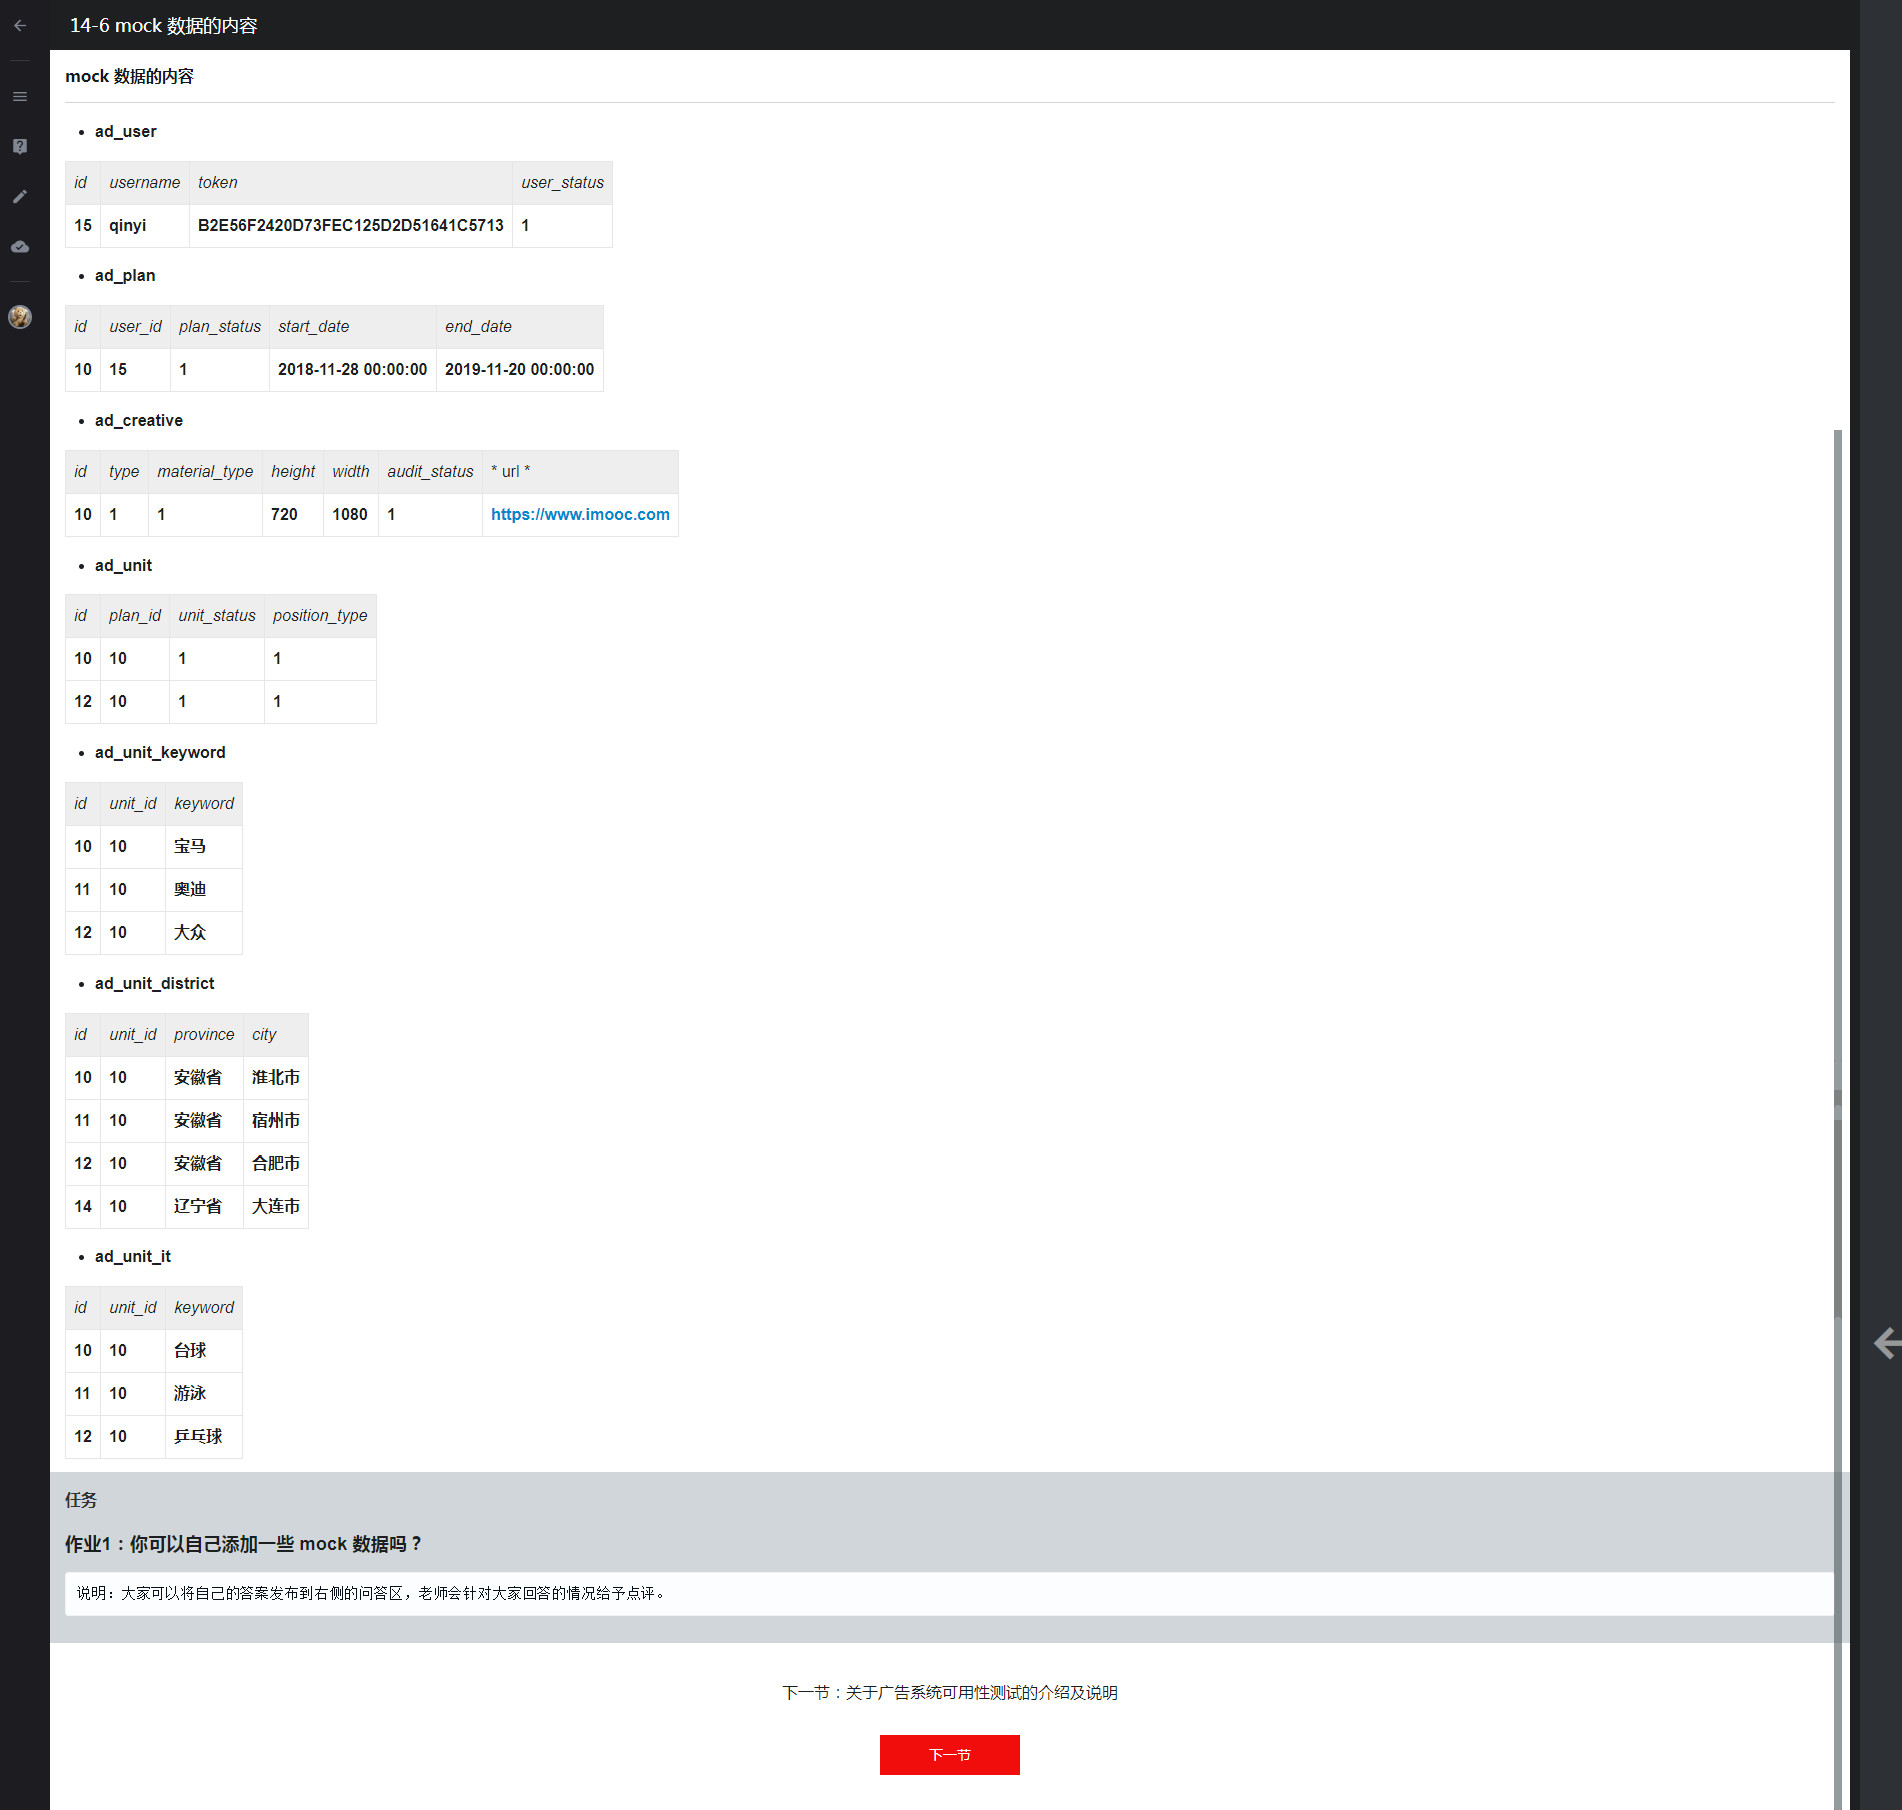 14-6 mock 数据的内容
mock 数据的内容
ad_user
id username token user_status
15 qinyi B2E56F2420D73FEC125D2D51641C5713 1
ad_plan
id user_id plan_status start_date end_date
10 15 1 2018-11-28 00:00:00 2019-11-20 00:00:00
ad_creative
id type material_type height width audit_status * url *
10 1 1 720 1080 1 https://www.imooc.com
ad_unit
id plan_id unit_status position_type
10 10 1 1
12 10 1 1
ad_unit_keyword
id unit_id keyword
10 10 宝马
11 10 奥迪
12 10 大众
ad_unit_district
id unit_id province city
10 10 安徽省 淮北市
11 10 安徽省 宿州市
12 10 安徽省 合肥市
14 10 辽宁省 大连市
ad_unit_it
id unit_id keyword
10 10 台球
11 10 游泳
12 10 乒乓球
任务
作业1：你可以自己添加一些 mock 数据吗？
说明：大家可以将自己的答案发布到右侧的问答区，老师会针对大家回答的情况给予点评。
下一节：关于广告系统可用性测试的介绍及说明
下一节